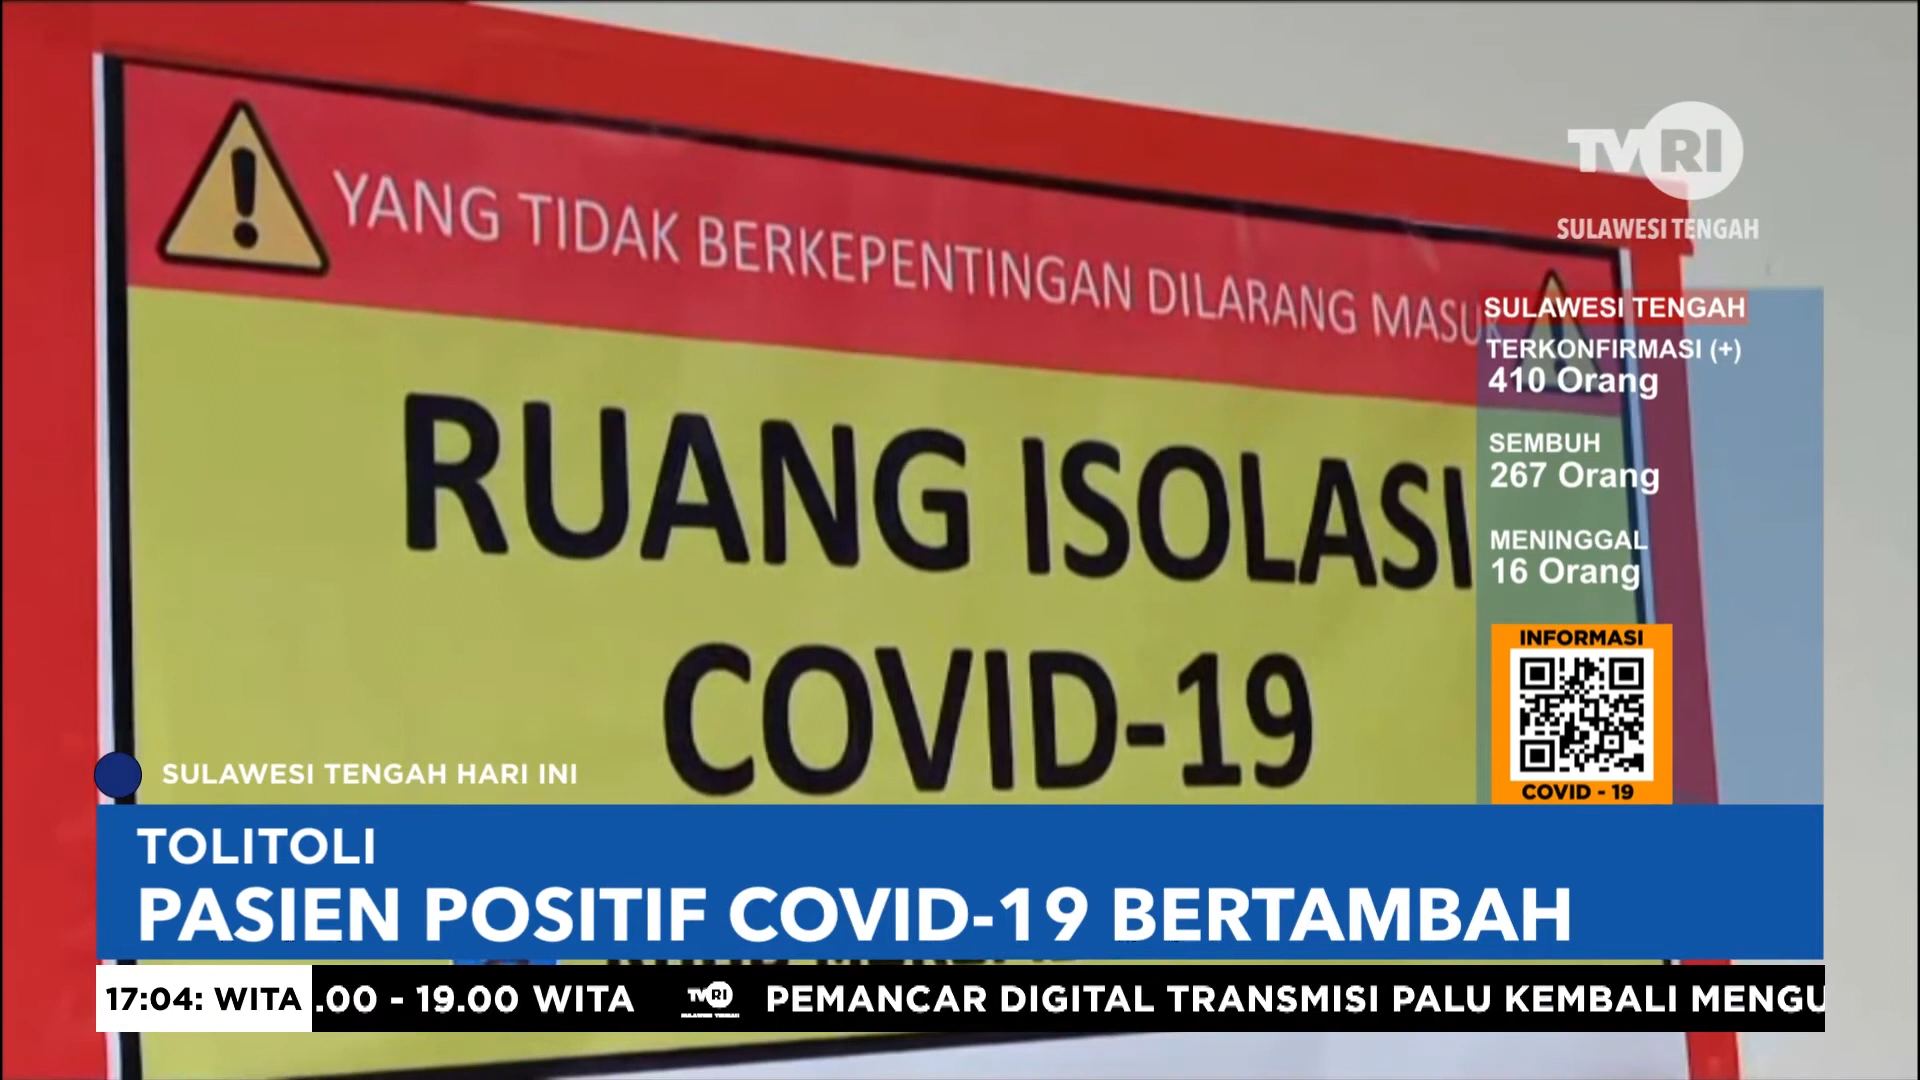 YANG TIDAK BERKEPENTINGAN DILARANG MASUK
RUANG ISOLASI
COVID-19
TVRI
SULAWESI TENGAH
SULAWESI TENGAH
TERKONFIRMASI (+)
410 Orang
SEMBUH
267 Orang
MENINGGAL
16 Orang
INFORMASI
COVID - 19
SULAWESI TENGAH HARI INI
TOLITOLI
PASIEN POSITIF COVID-19 BERTAMBAH
17:04: WITA .00 - 19.00 WITA TVRI PEMANCAR DIGITAL TRANSMISI PALU KEMBALI MENGU